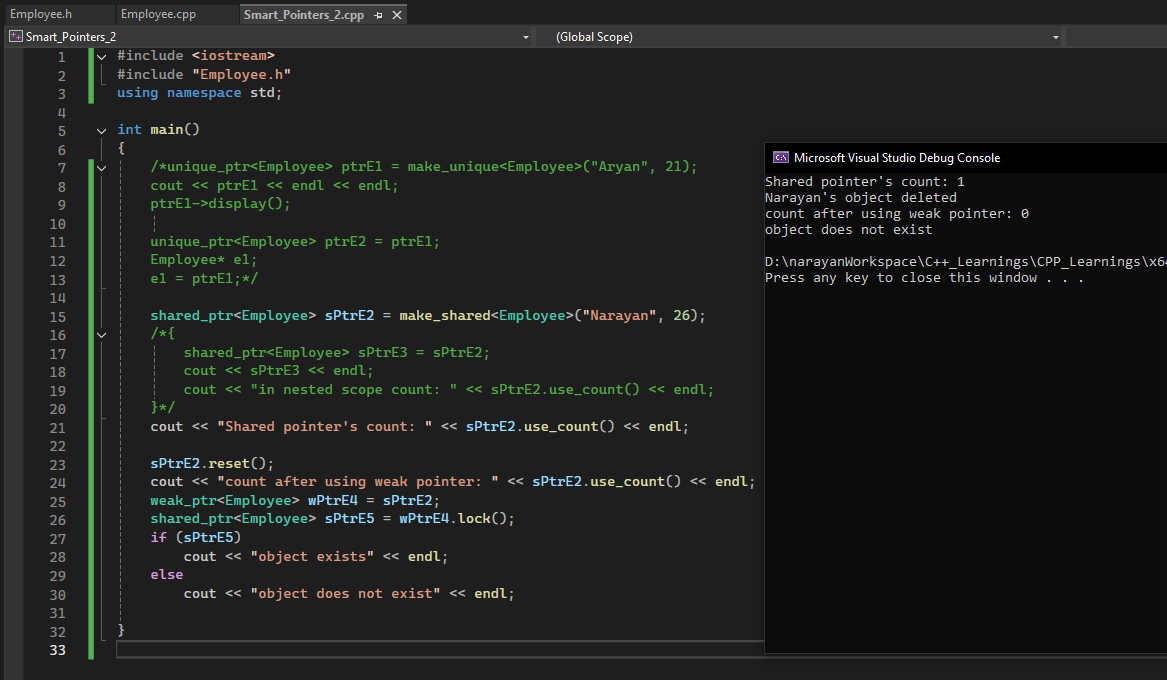 Employee.h Employee.cpp Smart_Pointers_2.cpp
Smart_Pointers_2 (Global Scope)
1 #include <iostream>
2 #include "Employee.h"
3 using namespace std;
4
5 int main()
6 {
7 /*unique_ptr<Employee> ptrE1 = make_unique<Employee>("Aryan", 21);
8 cout << ptrE1 << endl << endl;
9 ptrE1->display();
10
11 unique_ptr<Employee> ptrE2 = ptrE1;
12 Employee* e1;
13 e1 = ptrE1;*/
14
15 shared_ptr<Employee> sPtrE2 = make_shared<Employee>("Narayan", 26);
16 /*{
17 shared_ptr<Employee> sPtrE3 = sPtrE2;
18 cout << sPtrE3 << endl;
19 cout << "in nested scope count: " << sPtrE2.use_count() << endl;
20 }*/
21 cout << "Shared pointer's count: " << sPtrE2.use_count() << endl;
22
23 sPtrE2.reset();
24 cout << "count after using weak pointer: " << sPtrE2.use_count() << endl;
25 weak_ptr<Employee> wPtrE4 = sPtrE2;
26 shared_ptr<Employee> sPtrE5 = wPtrE4.lock();
27 if (sPtrE5)
28 cout << "object exists" << endl;
29 else
30 cout << "object does not exist" << endl;
31
32 }
33
Microsoft Visual Studio Debug Console
Shared pointer's count: 1
Narayan's object deleted
count after using weak pointer: 0
object does not exist
D:\narayanWorkspace\C++_Learnings\CPP_Learnings\x64
Press any key to close this window . . .